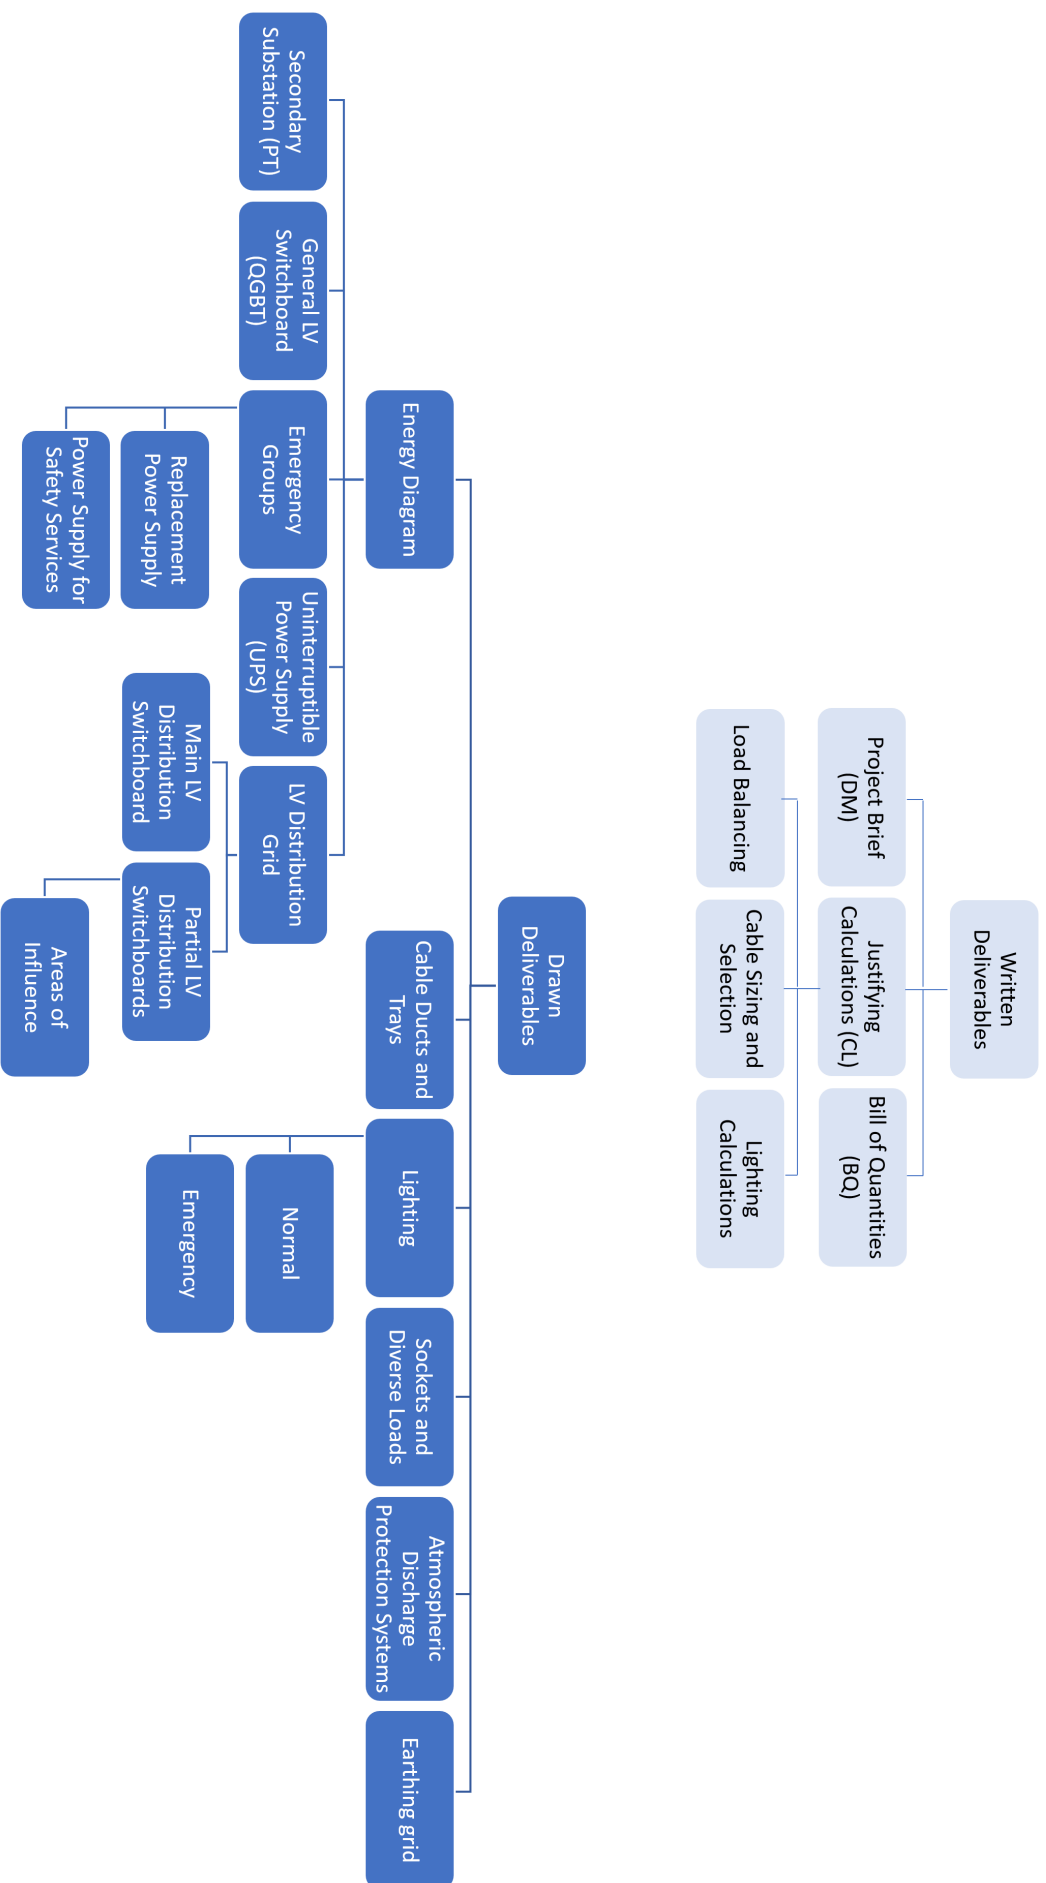 Written
Deliverables
Project Brief
(DM)
Justifying
Calculations (CL)
Bill of Quantities
(BQ)
Load Balancing
Cable Sizing and
Selection
Lighting
Calculations
Drawn
Deliverables
Energy Diagram
Cable Ducts and
Trays
Lighting
Sockets and
Diverse Loads
Atmospheric
Discharge
Protection Systems
Earthing grid
Secondary
Substation (PT)
General LV
Switchboard
(QGBT)
Emergency
Groups
Uninterruptible
Power Supply
(UPS)
LV Distribution
Grid
Normal
Emergency
Replacement
Power Supply
Power Supply for
Safety Services
Main LV
Distribution
Switchboard
Partial LV
Distribution
Switchboards
Areas of
Influence